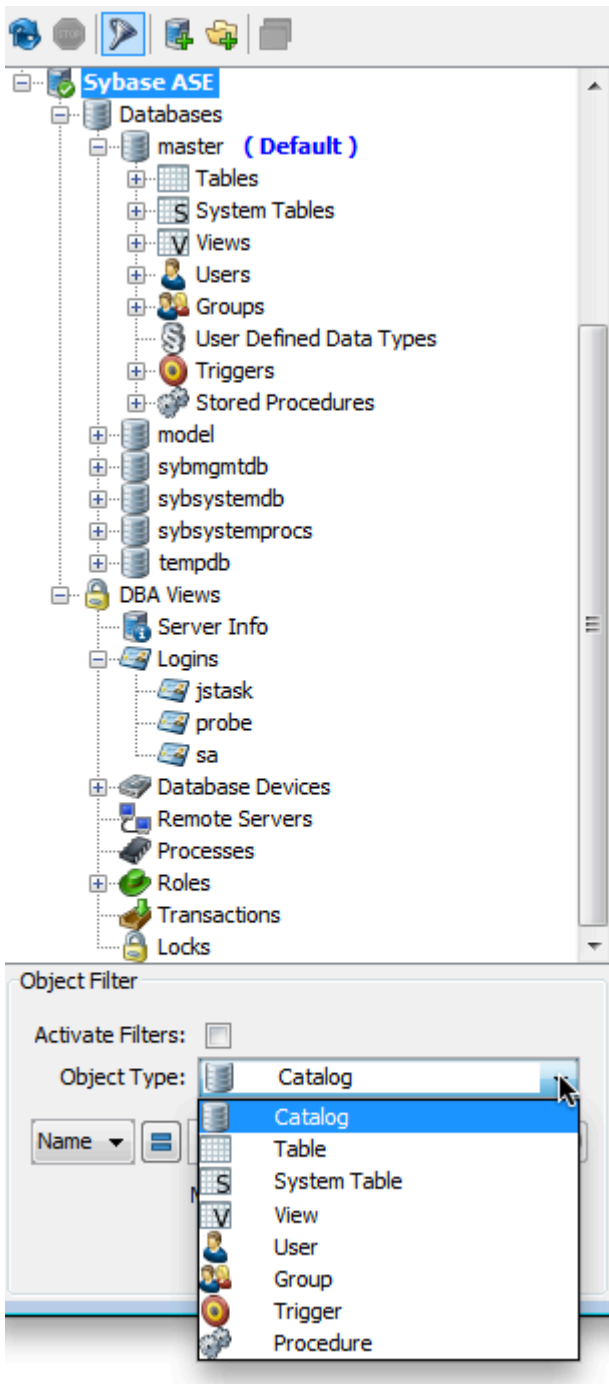 STOP
Sybase ASE
Databases
master ( Default )
Tables
S System Tables
V Views
Users
Groups
User Defined Data Types
Triggers
Stored Procedures
model
sybmgmtdb
sybsystemdb
sybsystemprocs
tempdb
DBA Views
Server Info
Logins
jstask
probe
sa
Database Devices
Remote Servers
Processes
Roles
Transactions
Locks
Object Filter
Activate Filters:
Object Type: Catalog
Catalog
Name
Table
S System Table
V View
User
Group
Trigger
Procedure